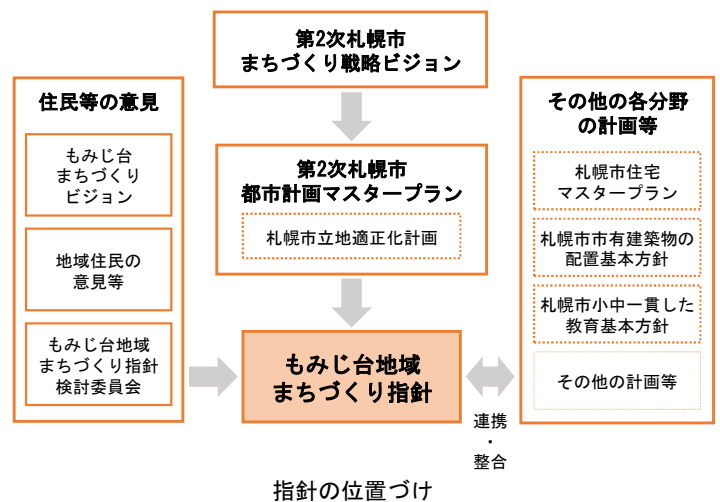 第2次札幌市
まちづくり戦略ビジョン
住民等の意見
もみじ台
まちづくり
ビジョン
地域住民の
意見等
もみじ台地域
まちづくり指針
検討委員会
第2次札幌市
都市計画マスタープラン
札幌市立地適正化計画
もみじ台地域
まちづくり指針
その他の各分野
の計画等
札幌市住宅
マスタープラン
札幌市市有建築物の
配置基本方針
札幌市小中一貫した
教育基本方針
その他の計画等
連携
・
整合
指針の位置づけ